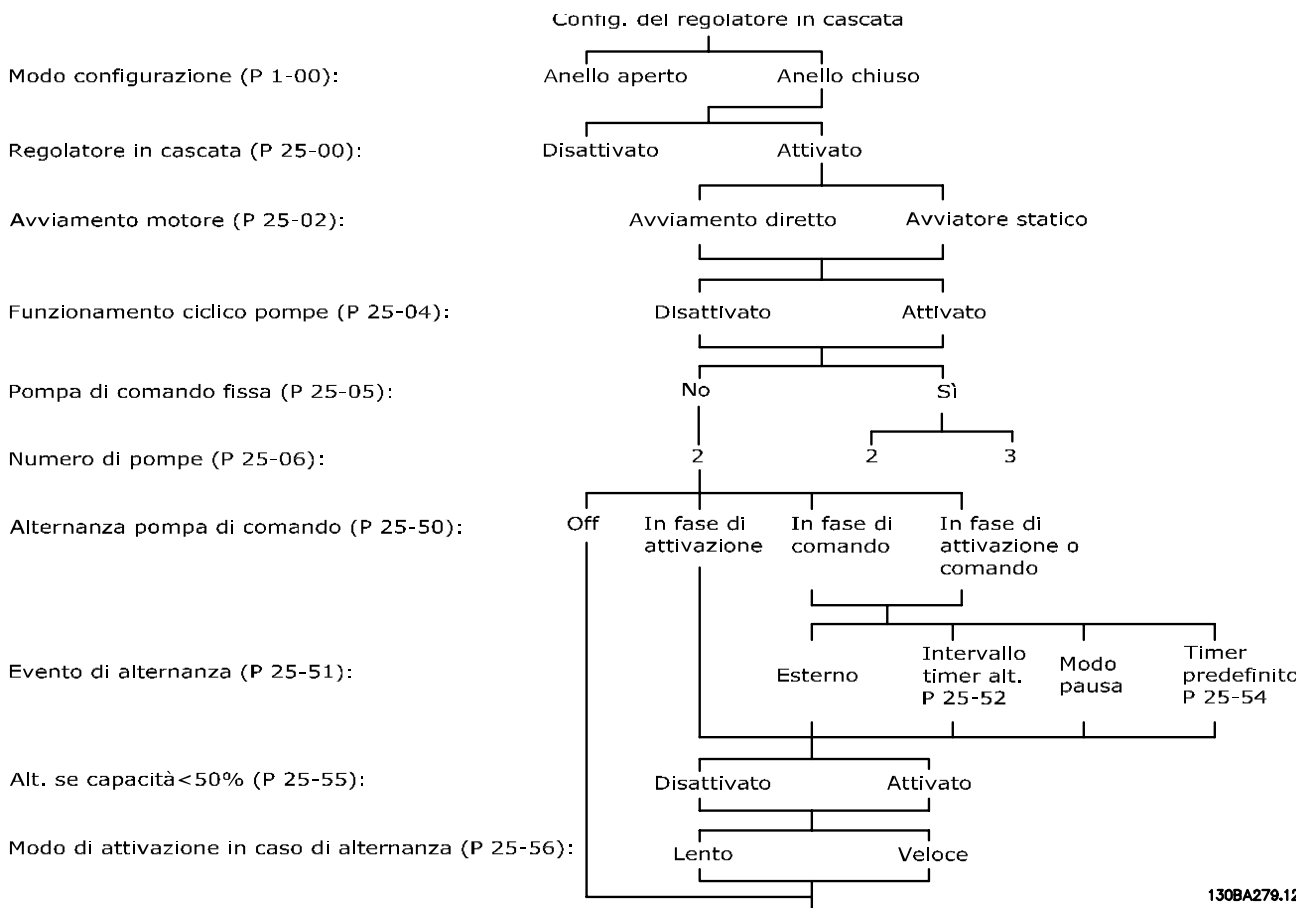 Config. del regolatore in cascata
Modo configurazione (P 1-00):
Anello aperto
Anello chiuso
Regolatore in cascata (P 25-00):
Disattivato
Attivato
Avviamento motore (P 25-02):
Avviamento diretto
Avviatore statico
Funzionamento ciclico pompe (P 25-04):
Disattivato
Attivato
Pompa di comando fissa (P 25-05):
No
Sì
Numero di pompe (P 25-06):
2
2
3
Alternanza pompa di comando (P 25-50):
Off
In fase di
attivazione
In fase di
comando
In fase di
attivazione o
comando
Evento di alternanza (P 25-51):
Esterno
Intervallo
timer alt.
P 25-52
Modo
pausa
Timer
predefinito
P 25-54
Alt. se capacità<50% (P 25-55):
Disattivato
Attivato
Modo di attivazione in caso di alternanza (P 25-56):
Lento
Veloce
130BA279.12